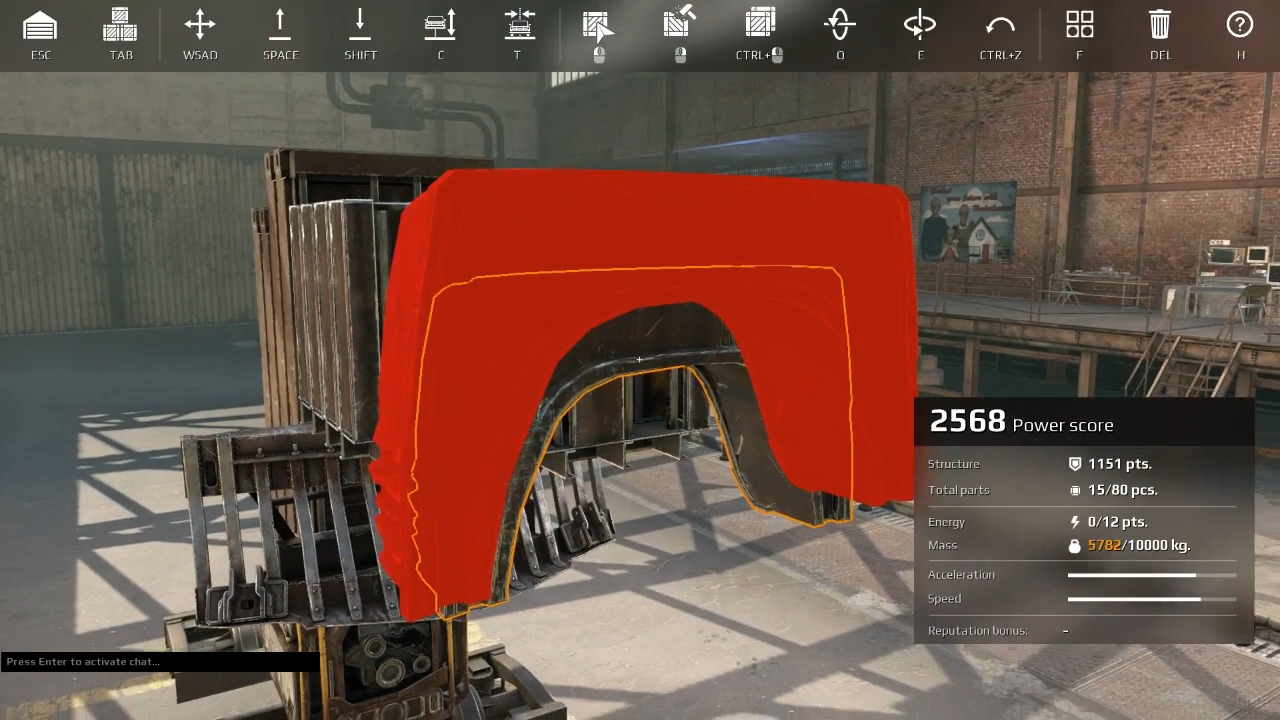 ESC TAB WSAD SPACE SHIFT C T CTRL+ Q E CTRL+Z F DEL H
2568 Power score
Structure 1151 pts.
Total parts 15/80 pcs.
Energy 0/12 pts.
Mass 5782/10000 kg.
Acceleration
Speed
Reputation bonus: –
Press Enter to activate chat...